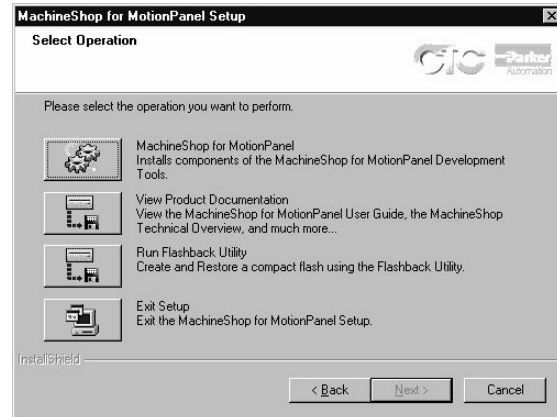 MachineShop for MotionPanel Setup
Select Operation
CTC Parker
Automation
Please select the operation you want to perform.
MachineShop for MotionPanel
Installs components of the MachineShop for MotionPanel Development
Tools.
View Product Documentation
View the MachineShop for MotionPanel User Guide, the MachineShop
Technical Overview, and much more...
Run Flashback Utility
Create and Restore a compact flash using the Flashback Utility.
Exit Setup
Exit the MachineShop for MotionPanel Setup.
InstallShield
< Back
Next >
Cancel